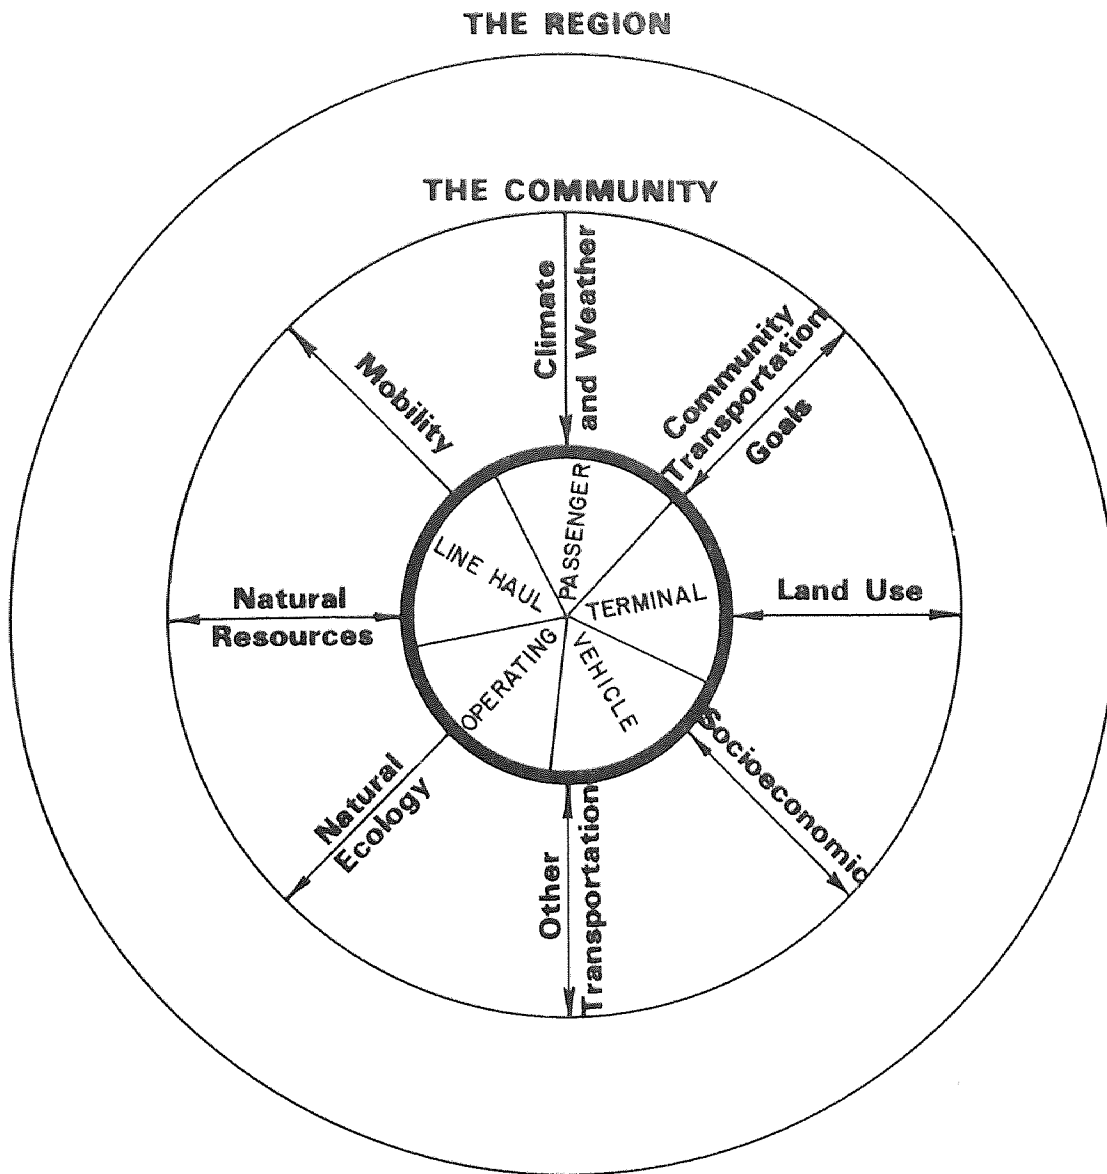 THE REGION
THE COMMUNITY
Climate
and Weather
Community
Transportation
Goals
Mobility
PASSENGER
LINE HAUL
TERMINAL
Land Use
Natural
Resources
OPERATING
VEHICLE
Socioeconomic
Natural
Ecology
Other
Transportation